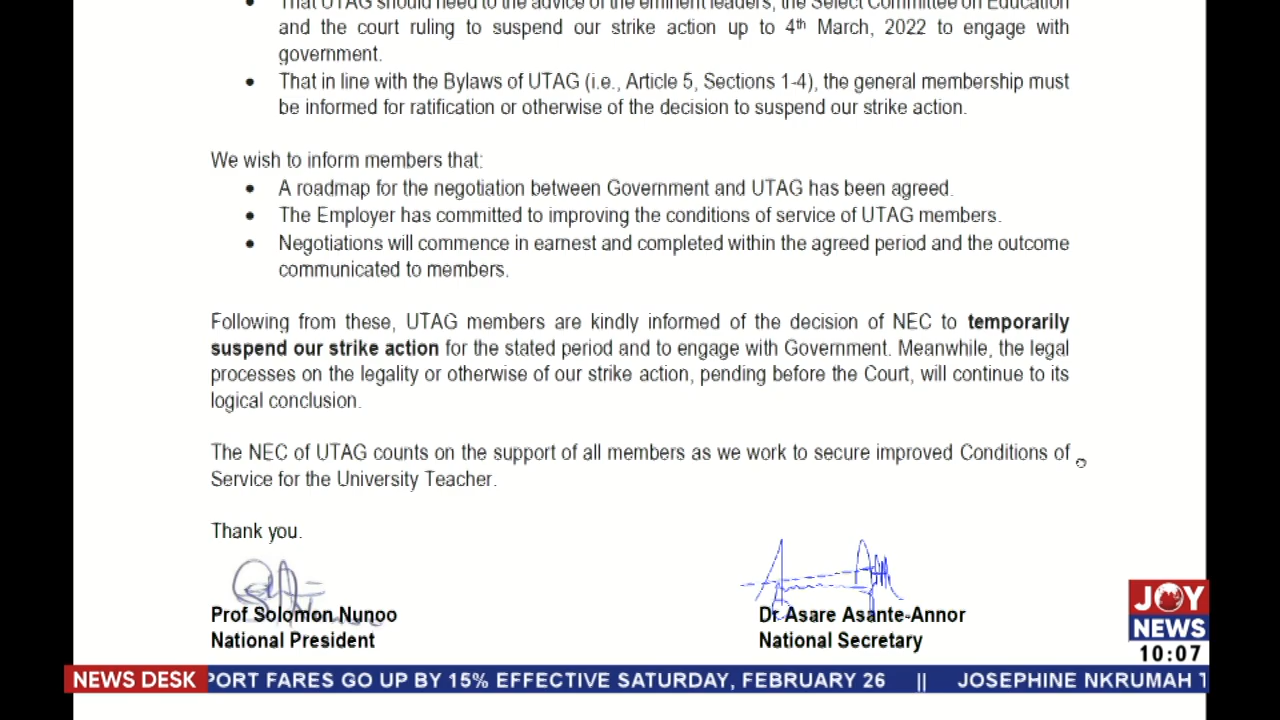 That UTAG should heed to the advice of the eminent leaders, the Select Committee on Education
and the court ruling to suspend our strike action up to 4th March, 2022 to engage with
government.
• That in line with the Bylaws of UTAG (i.e., Article 5, Sections 1-4), the general membership must
be informed for ratification or otherwise of the decision to suspend our strike action.
We wish to inform members that:
• A roadmap for the negotiation between Government and UTAG has been agreed.
• The Employer has committed to improving the conditions of service of UTAG members.
• Negotiations will commence in earnest and completed within the agreed period and the outcome
communicated to members.
Following from these, UTAG members are kindly informed of the decision of NEC to temporarily
suspend our strike action for the stated period and to engage with Government. Meanwhile, the legal
processes on the legality or otherwise of our strike action, pending before the Court, will continue to its
logical conclusion.
The NEC of UTAG counts on the support of all members as we work to secure improved Conditions of
Service for the University Teacher.
Thank you.
Prof Solomon Nunoo
National President
Dr Asare Asante-Annor
National Secretary
JOY
NEWS
10:07
NEWS DESK PORT FARES GO UP BY 15% EFFECTIVE SATURDAY, FEBRUARY 26 || JOSEPHINE NKRUMAH